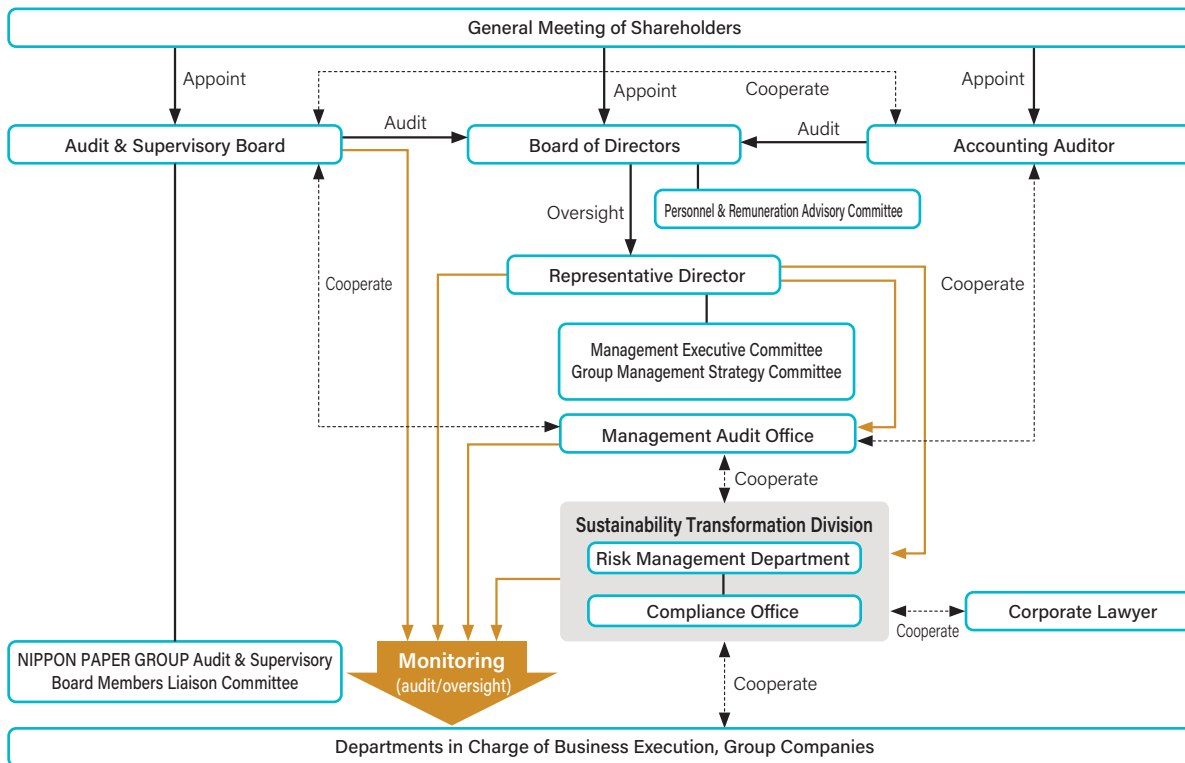 General Meeting of Shareholders
Appoint
Appoint
Cooperate
Appoint
Audit & Supervisory Board
Audit
Board of Directors
Audit
Accounting Auditor
Personnel & Remuneration Advisory Committee
Oversight
Cooperate
Representative Director
Cooperate
Management Executive Committee
Group Management Strategy Committee
Management Audit Office
Cooperate
Sustainability Transformation Division
Risk Management Department
Compliance Office
Cooperate
Corporate Lawyer
NIPPON PAPER GROUP Audit & Supervisory
Board Members Liaison Committee
Monitoring
(audit/oversight)
Cooperate
Departments in Charge of Business Execution, Group Companies